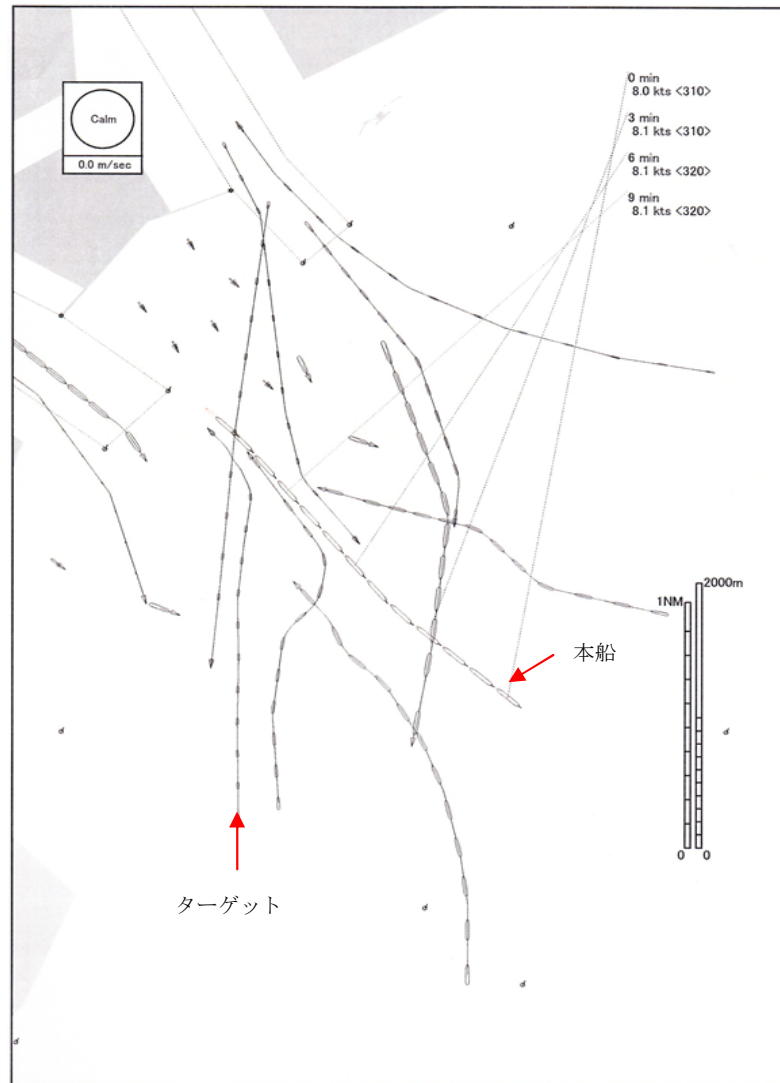 Calm
0.0 m/sec
0 min
8.0 kts <310>
3 min
8.1 kts <310>
6 min
8.1 kts <320>
9 min
8.1 kts <320>
2000m
1NM
本船
0 0
ターゲット